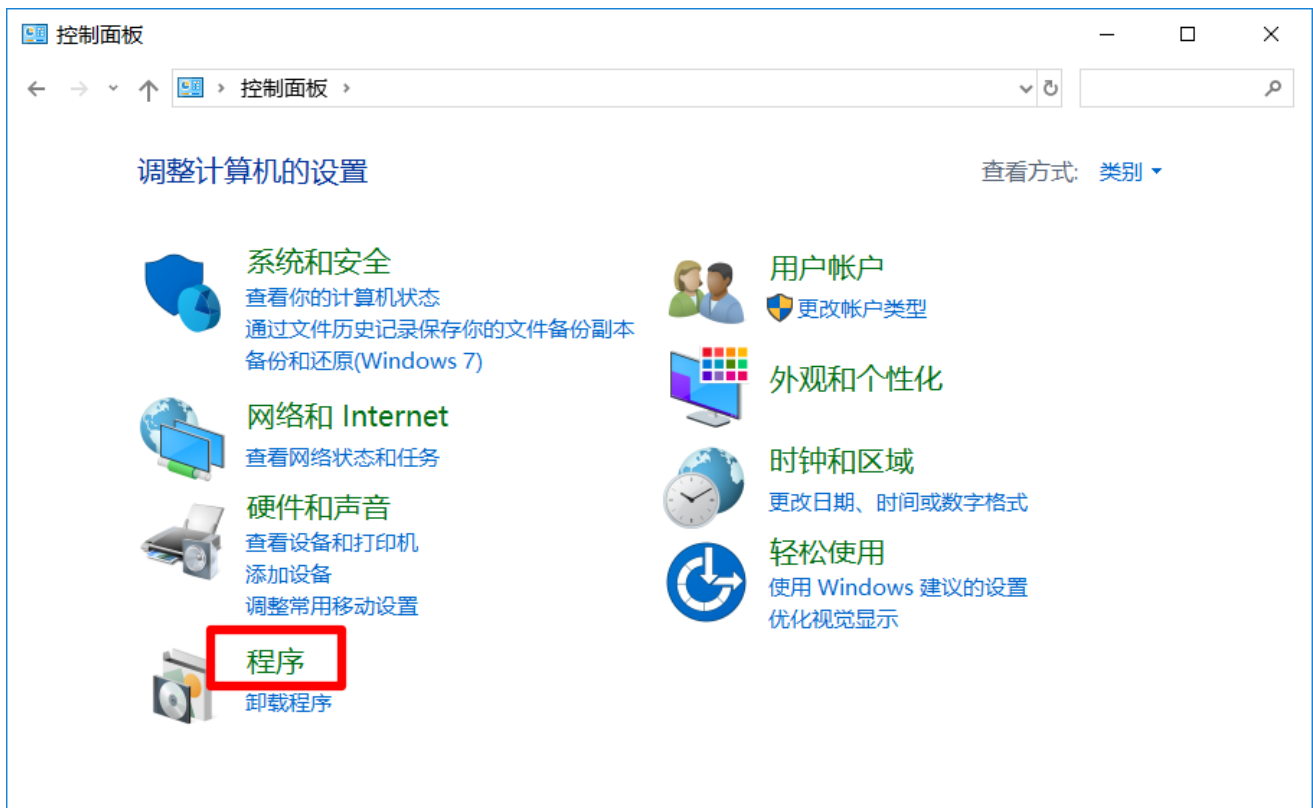 控制面板
控制面板
调整计算机的设置
查看方式: 类别
系统和安全
查看你的计算机状态
通过文件历史记录保存你的文件备份副本
备份和还原(Windows 7)
网络和 Internet
查看网络状态和任务
硬件和声音
查看设备和打印机
添加设备
调整常用移动设置
程序
卸载程序
用户帐户
更改帐户类型
外观和个性化
时钟和区域
更改日期、时间或数字格式
轻松使用
使用 Windows 建议的设置
优化视觉显示